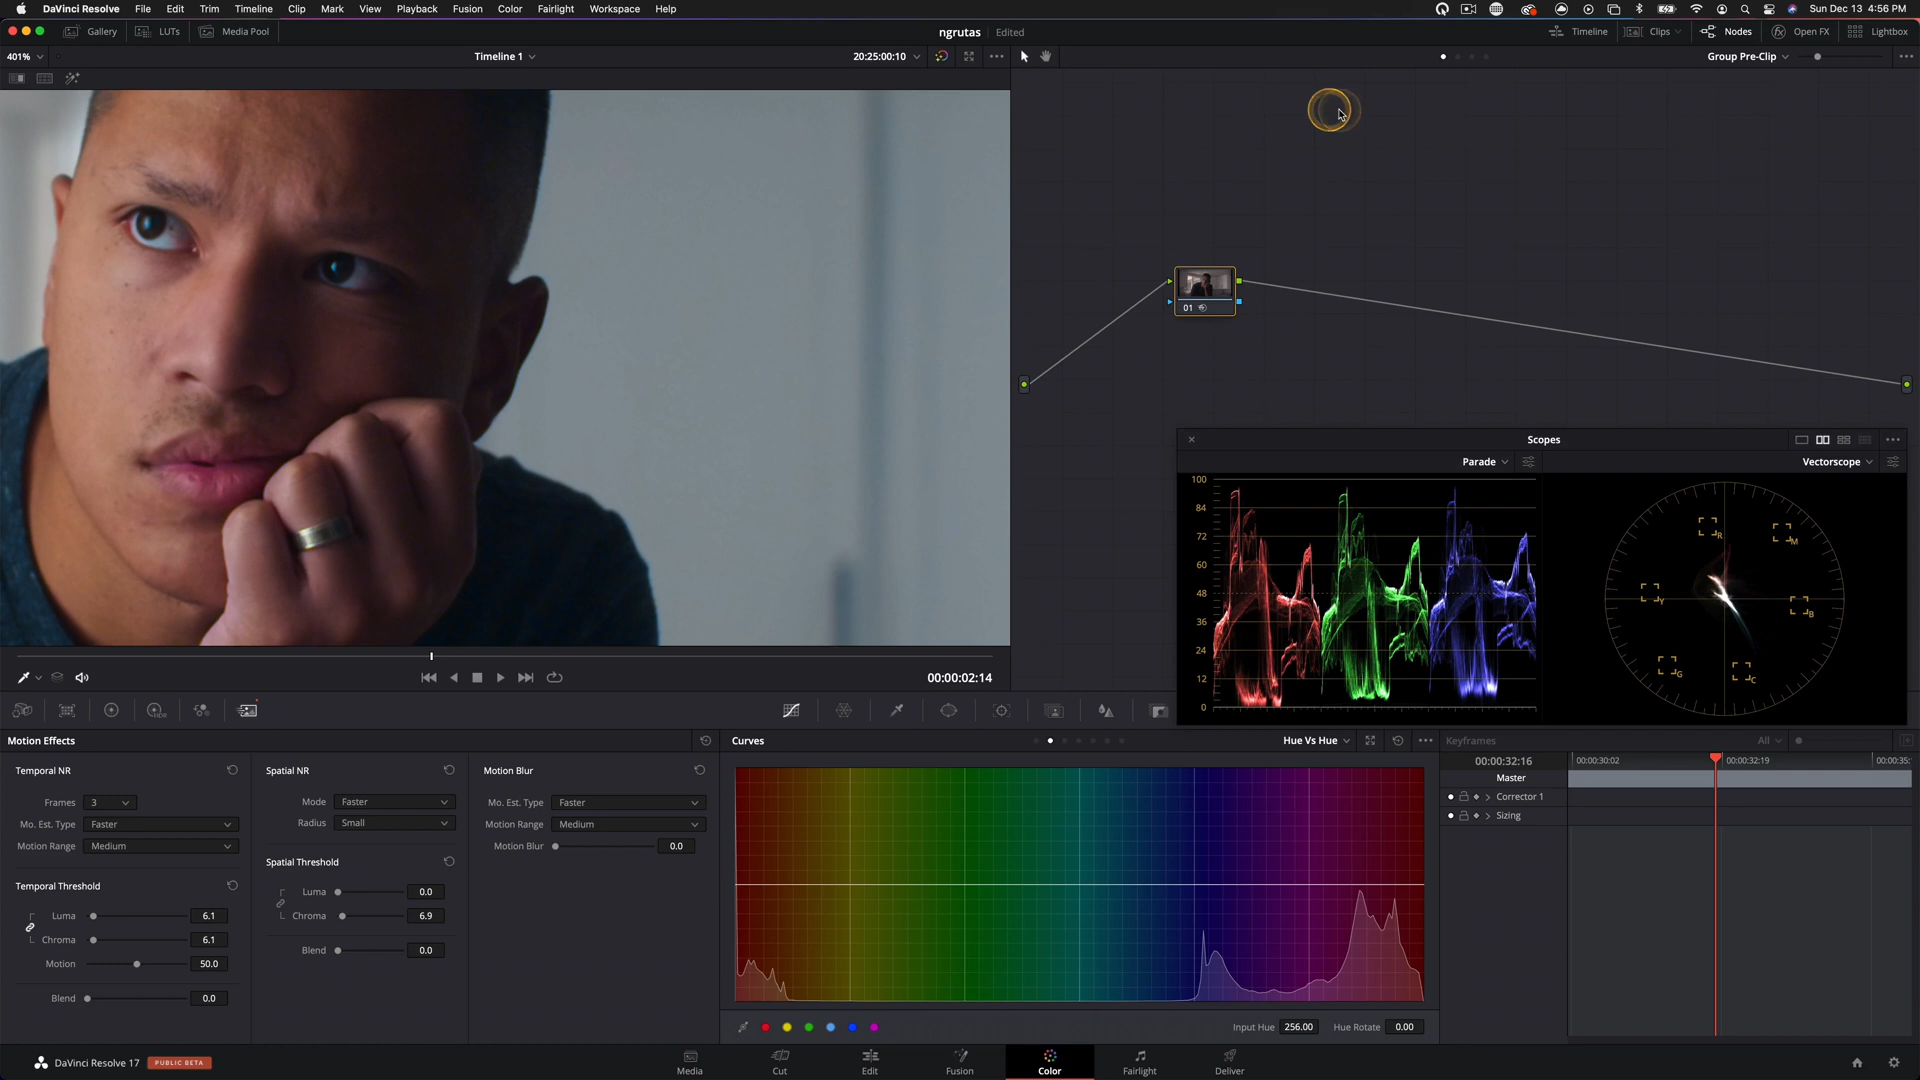 DaVinci Resolve File Edit Trim Timeline Clip Mark View Playback Fusion Color Fairlight Workspace Help Sun Dec 13 4:56 PM
Gallery LUTs Media Pool ngrutas Edited Timeline Clips Nodes Open FX Lightbox
401% Timeline 1 20:25:00:10 Group Pre-Clip
01
Scopes
Parade Vectorscope
100
84
72
60
48
36
24
12
0
R
M
Y
B
G
C
00:00:02:14
Motion Effects Curves Hue Vs Hue Keyframes All
Temporal NR Spatial NR Motion Blur
Frames 3 Mode Faster Mo. Est. Type Faster
Mo. Est. Type Faster Radius Small Motion Range Medium
Motion Range Medium Spatial Threshold Motion Blur 0.0
Temporal Threshold Luma 0.0
Luma 6.1 Chroma 6.9
Chroma 6.1 Blend 0.0
Motion 50.0
Blend 0.0
00:00:32:16 00:00:30:02 00:00:32:19 00:00:35:
Master
Corrector 1
Sizing
Input Hue 256.00 Hue Rotate 0.00
DaVinci Resolve 17 PUBLIC BETA Media Cut Edit Fusion Color Fairlight Deliver